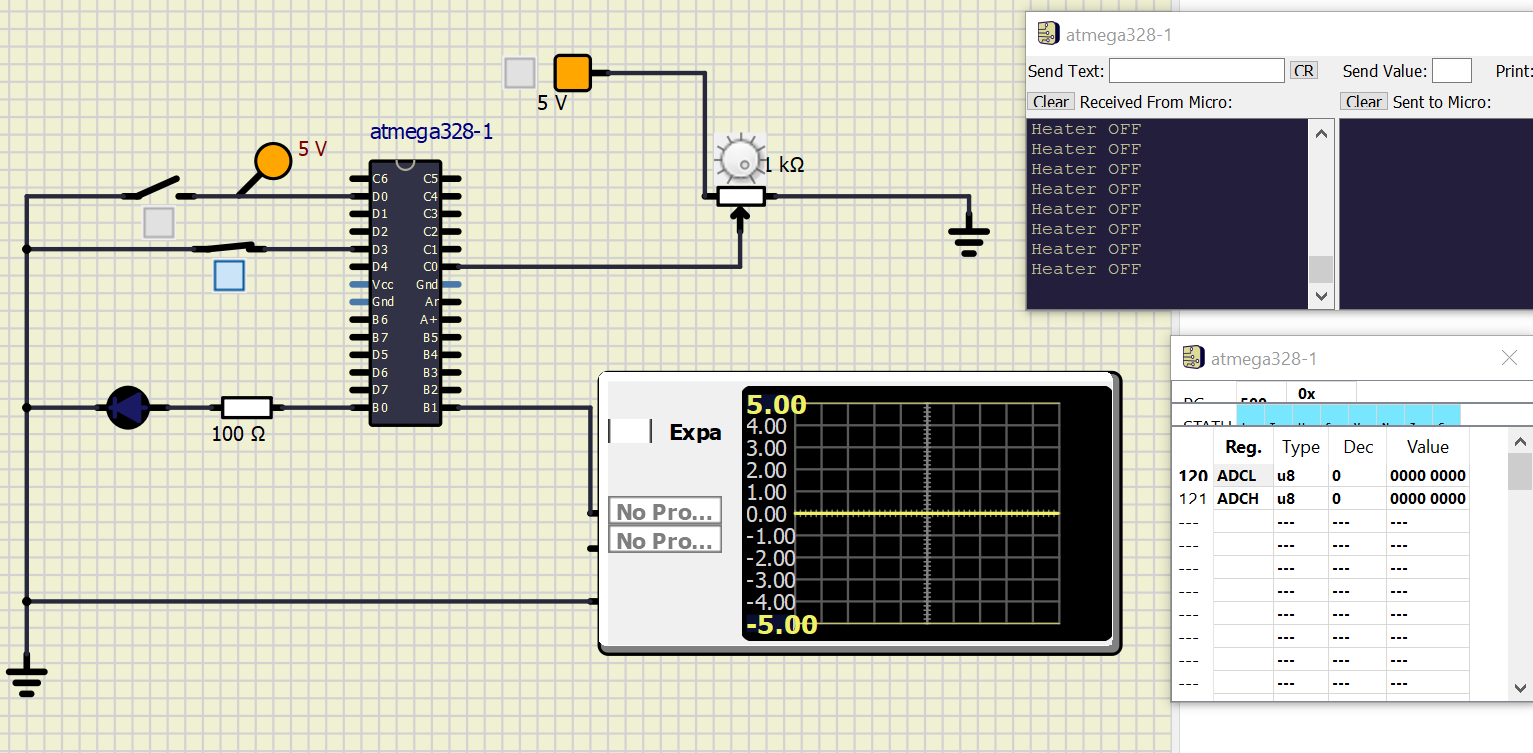 5 V
atmega328-1
5 V
1 kΩ
C6 C5
D0 C4
D1 C3
D2 C2
D3 C1
D4 C0
Vcc Gnd
Gnd Ar
B6 A+
B7 B5
D5 B4
D6 B3
D7 B2
B0 B1
100 Ω
Expa
No Pro...
No Pro...
5.00
4.00
3.00
2.00
1.00
0.00
-1.00
-2.00
-3.00
-4.00
-5.00
atmega328-1
Send Text: CR Send Value: Print:
Clear Received From Micro: Clear Sent to Micro:
Heater OFF
Heater OFF
Heater OFF
Heater OFF
Heater OFF
Heater OFF
Heater OFF
Heater OFF
atmega328-1
0x
Reg. Type Dec Value
120 ADCL u8 0 0000 0000
121 ADCH u8 0 0000 0000
--- --- --- ---
--- --- --- ---
--- --- --- ---
--- --- --- ---
--- --- --- ---
--- --- --- ---
--- --- --- ---
--- --- --- ---